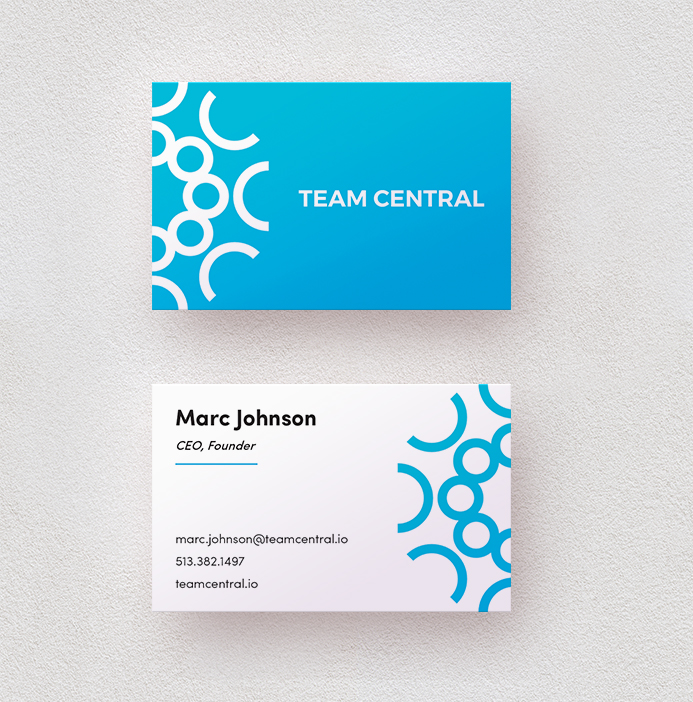 TEAM CENTRAL
Marc Johnson
CEO, Founder
marc.johnson@teamcentral.io
513.382.1497
teamcentral.io